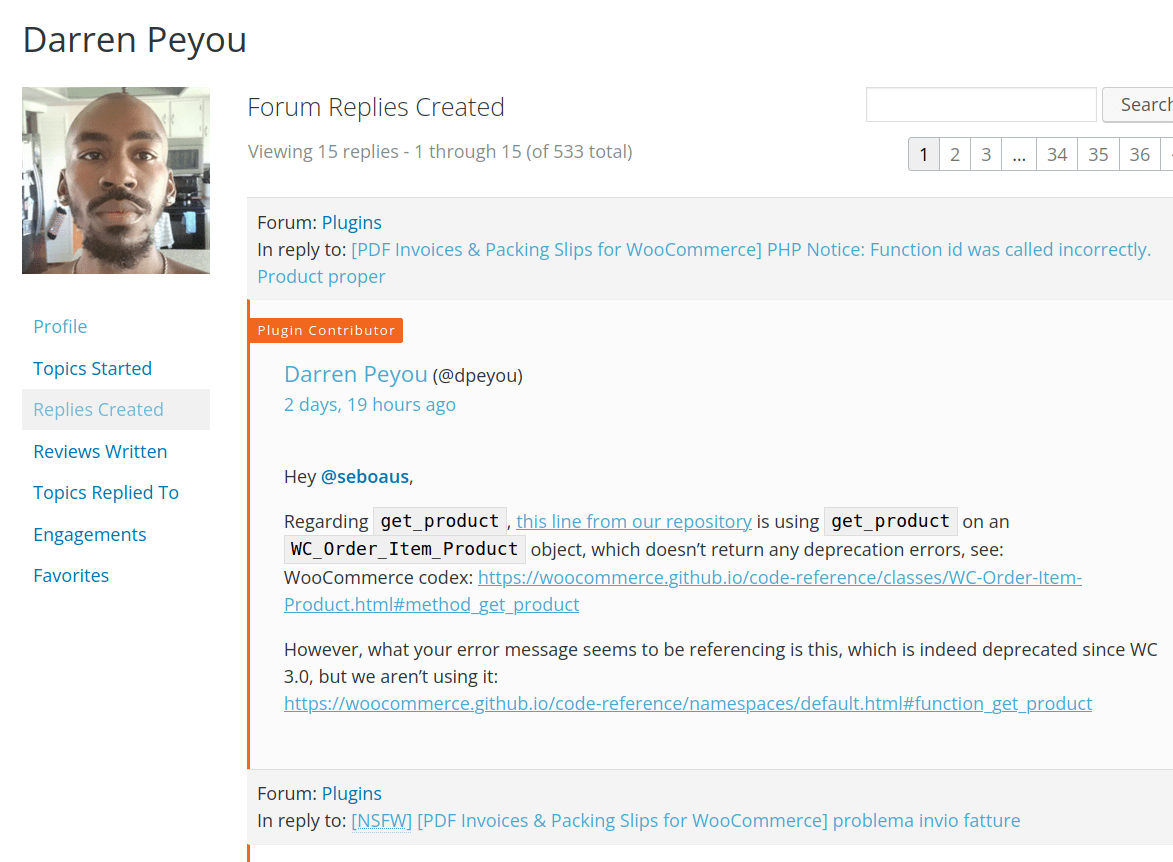 Darren Peyou
Forum Replies Created
Search
Viewing 15 replies - 1 through 15 (of 533 total)
1 2 3 ... 34 35 36
Profile
Topics Started
Replies Created
Reviews Written
Topics Replied To
Engagements
Favorites
Forum: Plugins
In reply to: [PDF Invoices & Packing Slips for WooCommerce] PHP Notice: Function id was called incorrectly.
Product proper
Plugin Contributor
Darren Peyou (@dpeyou)
2 days, 19 hours ago
Hey @seboaus,
Regarding get_product, this line from our repository is using get_product on an
WC_Order_Item_Product object, which doesn’t return any deprecation errors, see:
WooCommerce codex: https://woocommerce.github.io/code-reference/classes/WC-Order-Item-
Product.html#method_get_product
However, what your error message seems to be referencing is this, which is indeed deprecated since WC
3.0, but we aren’t using it:
https://woocommerce.github.io/code-reference/namespaces/default.html#function_get_product
Forum: Plugins
In reply to: [NSFW] [PDF Invoices & Packing Slips for WooCommerce] problema invio fatture